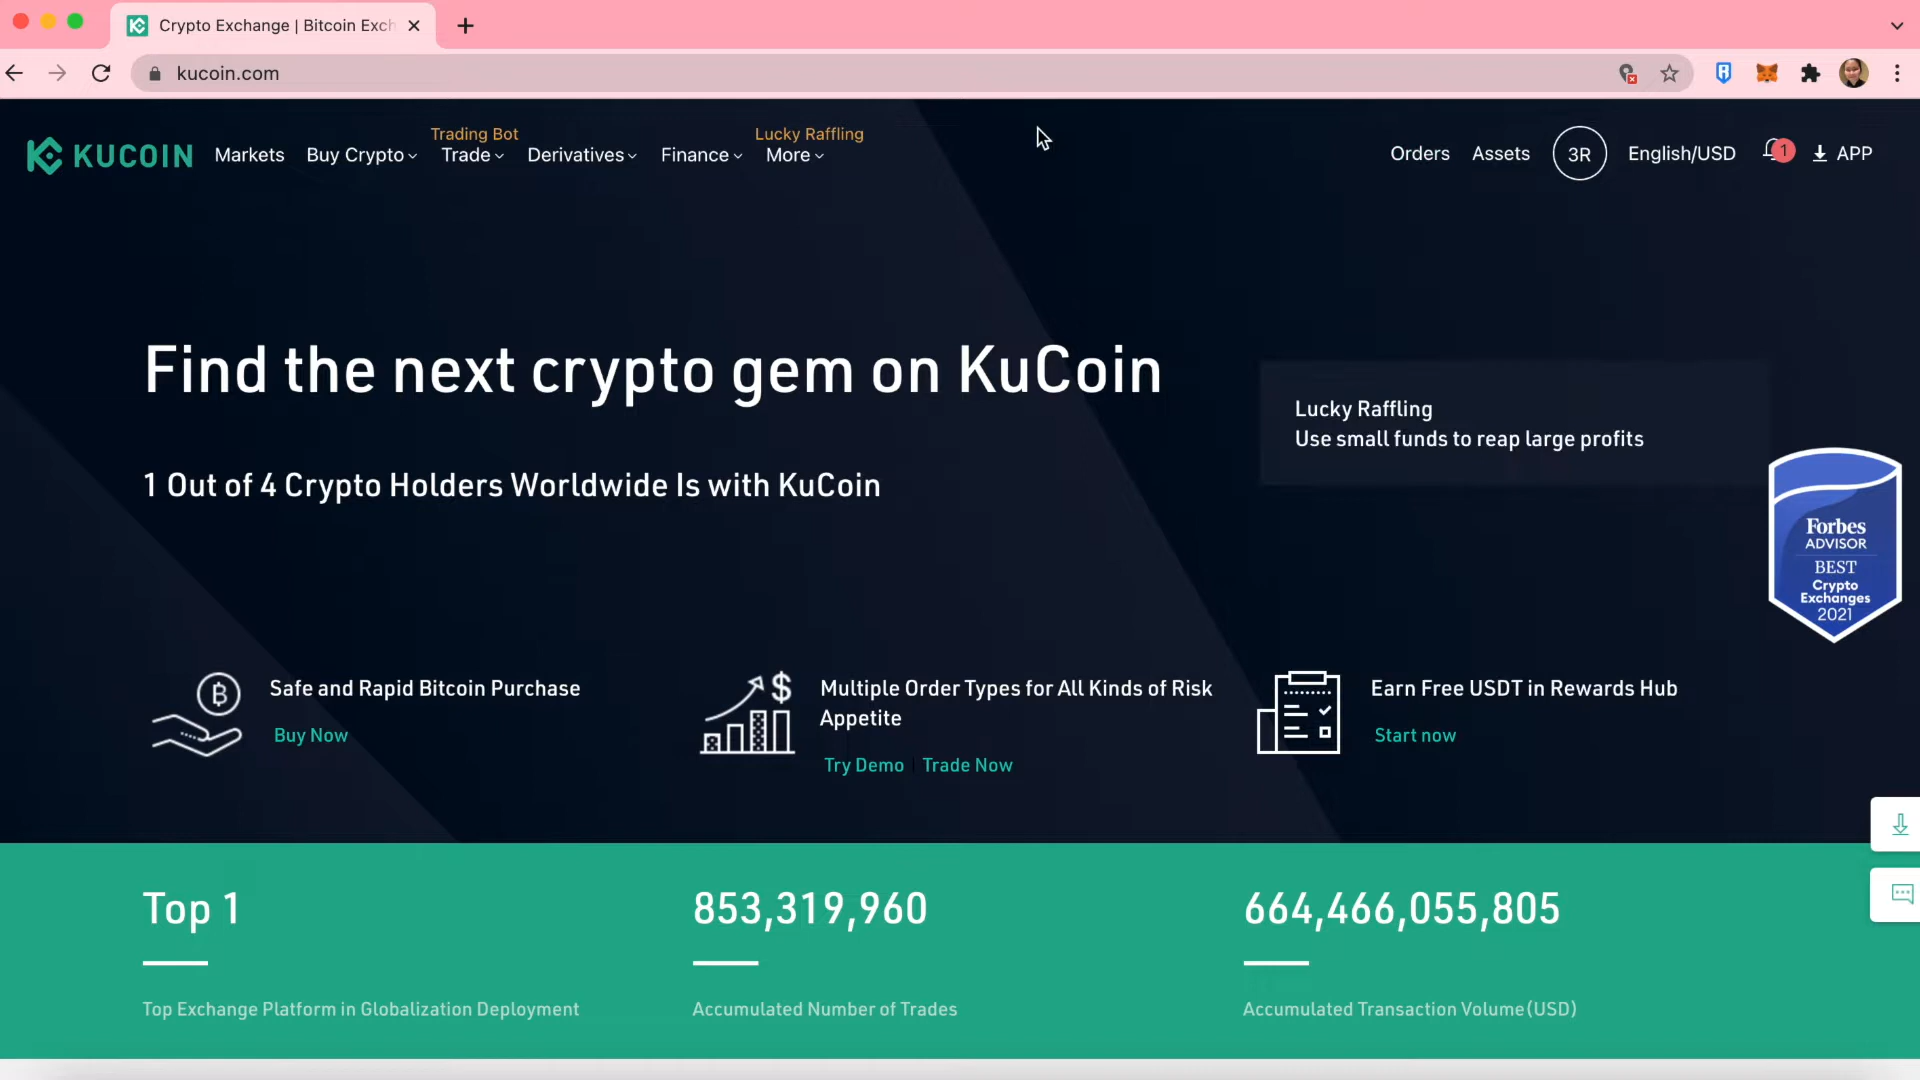 Crypto Exchange | Bitcoin Exch
kucoin.com
KUCOIN
Markets
Buy Crypto
Trading Bot
Trade
Derivatives
Finance
Lucky Raffling
More
Orders
Assets
3R
English/USD
1
APP
Find the next crypto gem on KuCoin
1 Out of 4 Crypto Holders Worldwide Is with KuCoin
Lucky Raffling
Use small funds to reap large profits
Forbes
ADVISOR
BEST
Crypto
Exchanges
2021
Safe and Rapid Bitcoin Purchase
Buy Now
Multiple Order Types for All Kinds of Risk
Appetite
Try Demo
Trade Now
Earn Free USDT in Rewards Hub
Start now
Top 1
Top Exchange Platform in Globalization Deployment
853,319,960
Accumulated Number of Trades
664,466,055,805
Accumulated Transaction Volume(USD)